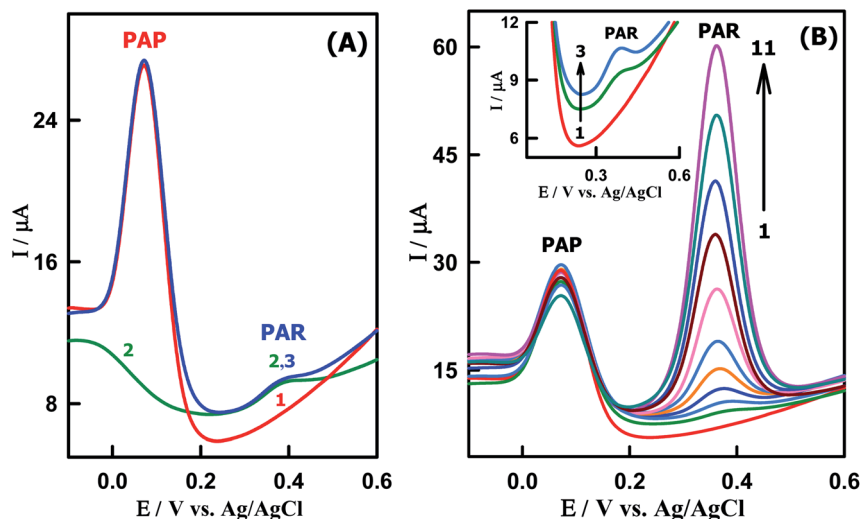 (A)
PAP
24
16
8
I / μA
2
PAR
2,3
1
0.0
0.2
0.4
0.6
E / V vs. Ag/AgCl
(B)
PAR
11
1
PAP
60
45
30
15
I / μA
0.0
0.2
0.4
0.6
E / V vs. Ag/AgCl
12
9
6
I / μA
PAR
3
1
0.3
0.6
E / V vs. Ag/AgCl